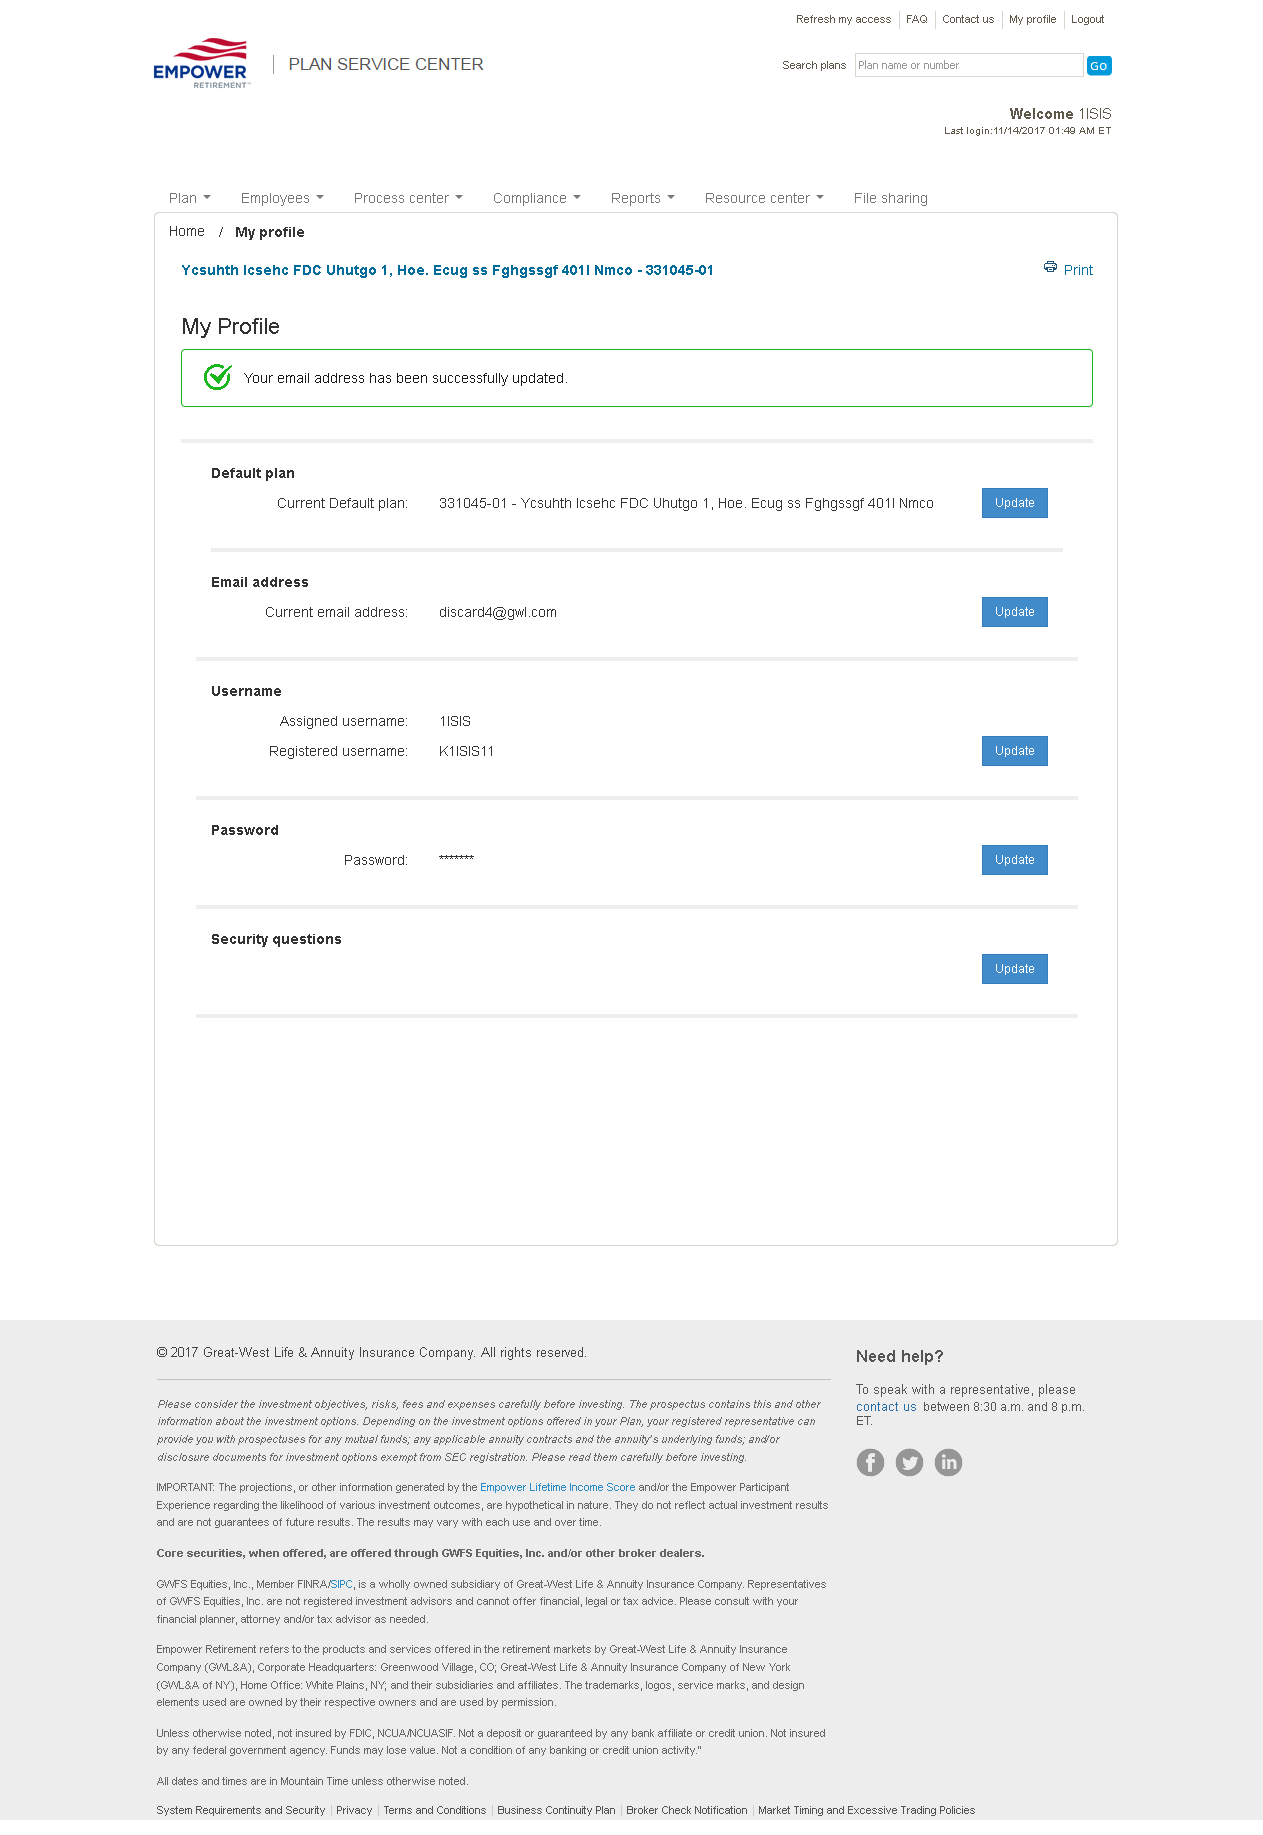 Refresh my access FAQ Contact us My profile Logout
EMPOWER
RETIREMENT
PLAN SERVICE CENTER
Search plans Plan name or number Go
Welcome 1ISIS
Last login:11/14/2017 01:49 AM ET
Plan Employees Process center Compliance Reports Resource center File sharing
Home / My profile
Ycsuhth Icsehc FDC Uhutgo 1, Hoe. Ecug ss Fghgssgf 401I Nmco - 331045-01
Print
My Profile
Your email address has been successfully updated.
Default plan
Current Default plan: 331045-01 - Ycsuhth Icsehc FDC Uhutgo 1, Hoe. Ecug ss Fghgssgf 401I Nmco Update
Email address
Current email address: discard4@gwl.com Update
Username
Assigned username: 1ISIS
Registered username: K1ISIS11 Update
Password
Password: ******* Update
Security questions
Update
© 2017 Great-West Life & Annuity Insurance Company. All rights reserved.
Please consider the investment objectives, risks, fees and expenses carefully before investing. The prospectus contains this and other
information about the investment options. Depending on the investment options offered in your Plan, your registered representative can
provide you with prospectuses for any mutual funds; any applicable annuity contracts and the annuity's underlying funds; and/or
disclosure documents for investment options exempt from SEC registration. Please read them carefully before investing.
IMPORTANT: The projections, or other information generated by the Empower Lifetime Income Score and/or the Empower Participant
Experience regarding the likelihood of various investment outcomes, are hypothetical in nature. They do not reflect actual investment results
and are not guarantees of future results. The results may vary with each use and over time.
Core securities, when offered, are offered through GWFS Equities, Inc. and/or other broker dealers.
GWFS Equities, Inc., Member FINRA/SIPC, is a wholly owned subsidiary of Great-West Life & Annuity Insurance Company. Representatives
of GWFS Equities, Inc. are not registered investment advisors and cannot offer financial, legal or tax advice. Please consult with your
financial planner, attorney and/or tax advisor as needed.
Empower Retirement refers to the products and services offered in the retirement markets by Great-West Life & Annuity Insurance
Company (GWL&A), Corporate Headquarters: Greenwood Village, CO; Great-West Life & Annuity Insurance Company of New York
(GWL&A of NY), Home Office: White Plains, NY; and their subsidiaries and affiliates. The trademarks, logos, service marks, and design
elements used are owned by their respective owners and are used by permission.
Unless otherwise noted, not insured by FDIC, NCUA/NCUASIF. Not a deposit or guaranteed by any bank affiliate or credit union. Not insured
by any federal government agency. Funds may lose value. Not a condition of any banking or credit union activity."
All dates and times are in Mountain Time unless otherwise noted.
System Requirements and Security Privacy Terms and Conditions Business Continuity Plan Broker Check Notification Market Timing and Excessive Trading Policies
Need help?
To speak with a representative, please
contact us between 8:30 a.m. and 8 p.m.
ET.